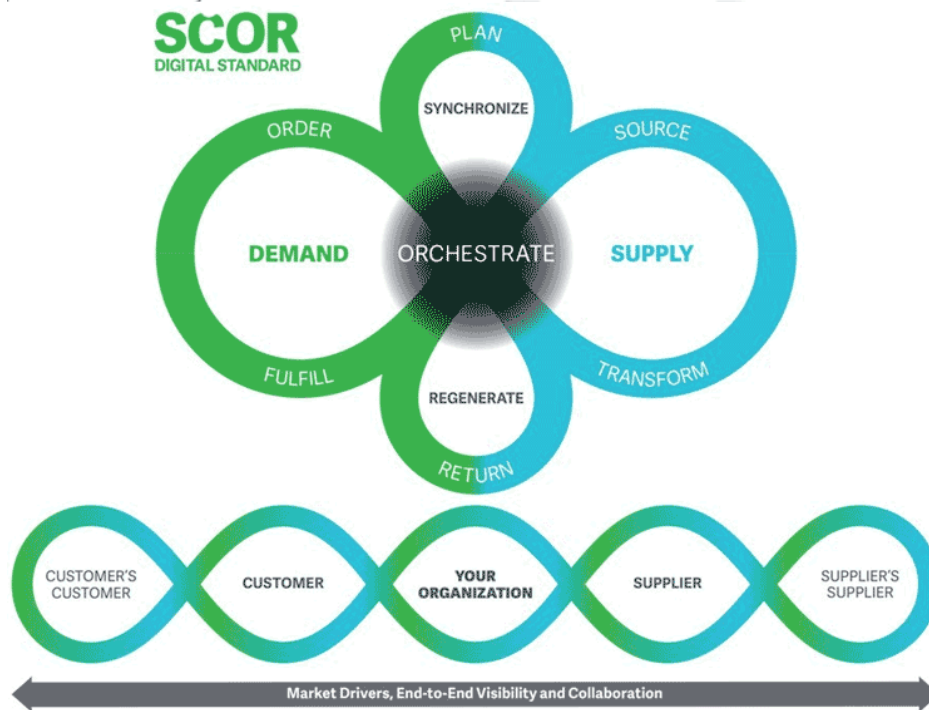 SCOR
DIGITAL STANDARD
PLAN
SYNCHRONIZE
ORDER
SOURCE
DEMAND
ORCHESTRATE
SUPPLY
FULFILL
TRANSFORM
REGENERATE
RETURN
CUSTOMER'S
CUSTOMER
CUSTOMER
YOUR
ORGANIZATION
SUPPLIER
SUPPLIER'S
SUPPLIER
Market Drivers, End-to-End Visibility and Collaboration